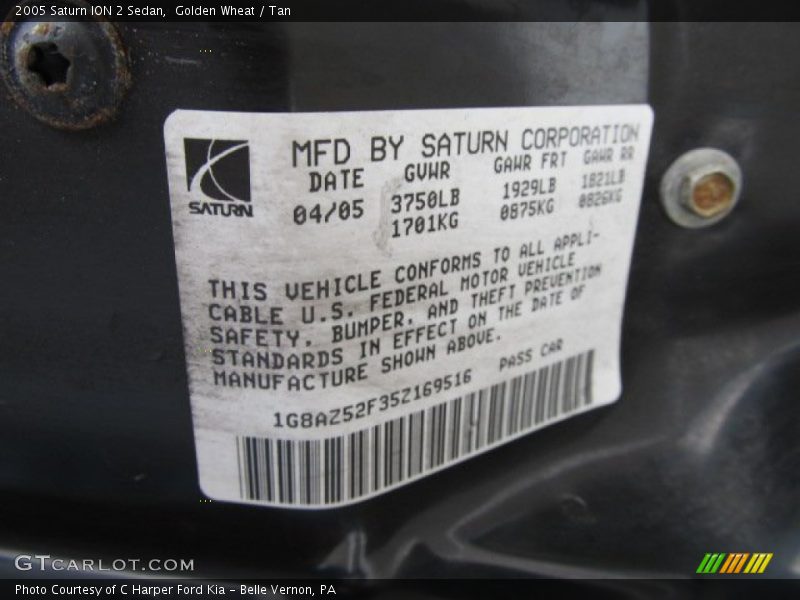 2005 Saturn ION 2 Sedan,  Golden Wheat / Tan
MFD BY SATURN CORPORATION
DATE GVWR GAWR FRT GAWR RR
04/05 3750LB 1929LB 1821LB
1701KG 0875KG 0826KG
SATURN
THIS VEHICLE CONFORMS TO ALL APPLI-
CABLE U.S. FEDERAL MOTOR VEHICLE
SAFETY, BUMPER, AND THEFT PREVENTION
STANDARDS IN EFFECT ON THE DATE OF
MANUFACTURE SHOWN ABOVE.
1G8AZ52F35Z169516 PASS CAR
GTCARLOT.COM
Photo Courtesy of C Harper Ford Kia - Belle Vernon, PA